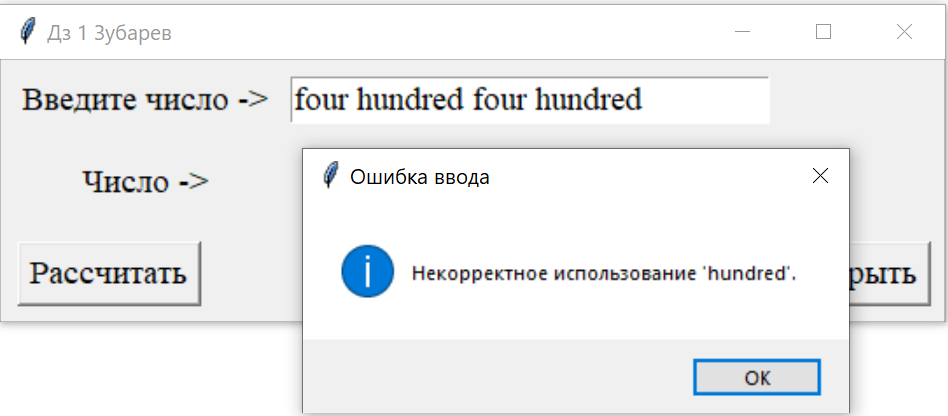 Дз 1 Зубарев
Введите число -> four hundred four hundred
Ошибка ввода
Число ->
Некорректное использование 'hundred'.
Рассчитать
рыть
OK